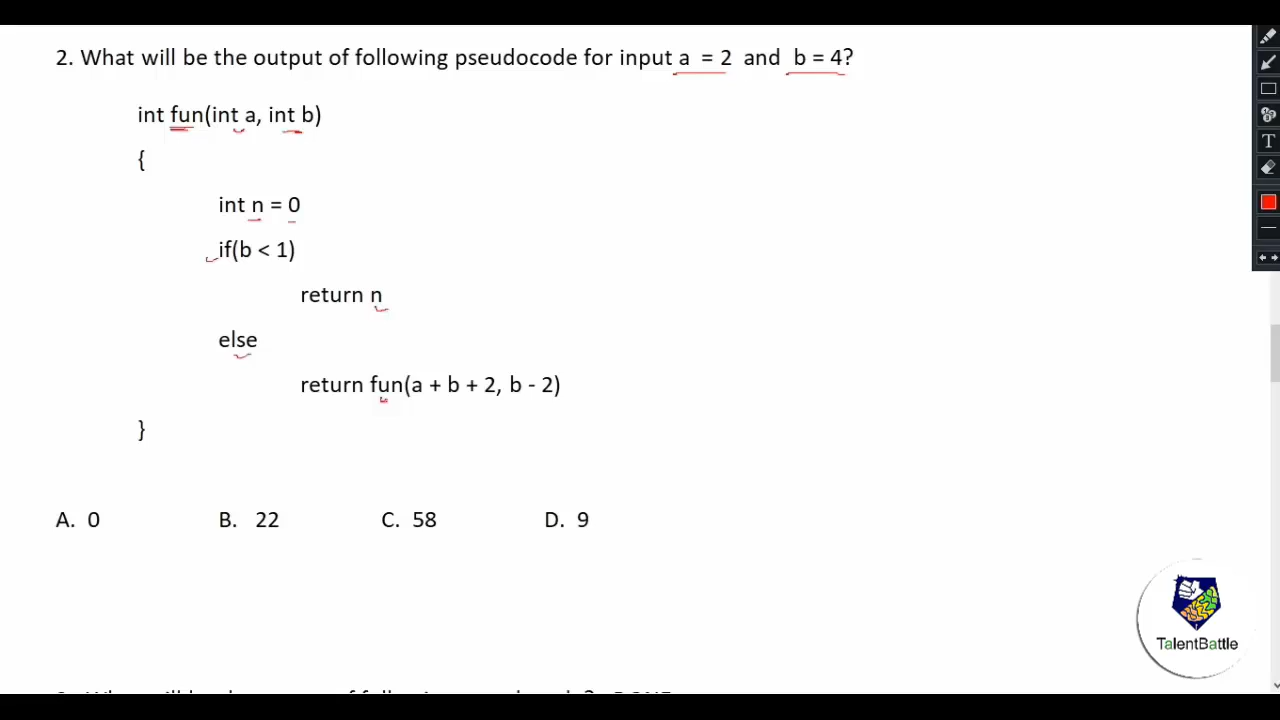 2. What will be the output of following pseudocode for input a = 2 and b = 4?
int fun(int a, int b)
{
int n = 0
if(b < 1)
return n
else
return fun(a + b + 2, b - 2)
}
A. 0 B. 22 C. 58 D. 9
TalentBattle